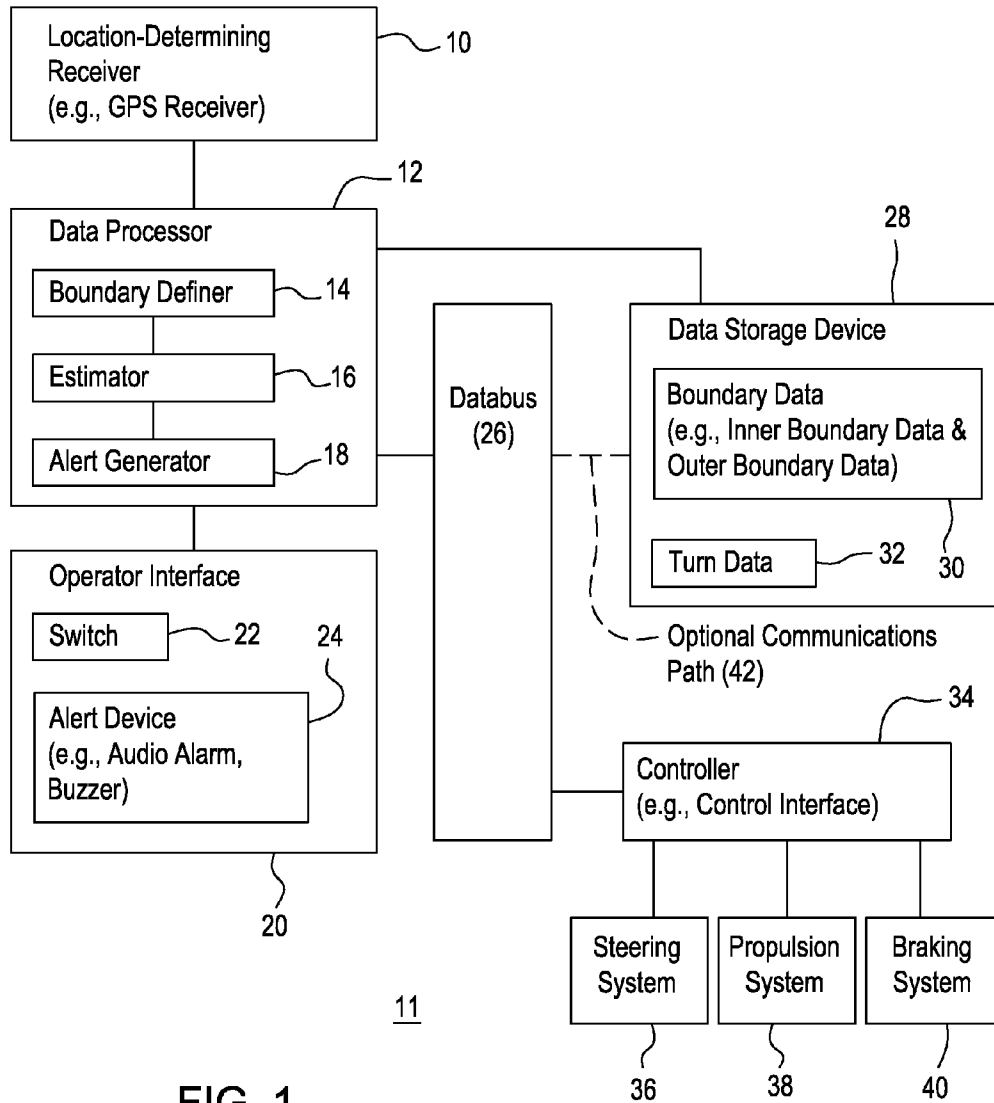 Location-Determining
Receiver
(e.g., GPS Receiver)
10
12
Data Processor
Boundary Definer
14
Estimator
16
Alert Generator
18
Operator Interface
Switch
22
24
Alert Device
(e.g., Audio Alarm,
Buzzer)
20
Databus
(26)
28
Data Storage Device
Boundary Data
(e.g., Inner Boundary Data &
Outer Boundary Data)
30
Turn Data
32
Optional Communications
Path (42)
34
Controller
(e.g., Control Interface)
Steering
System
36
Propulsion
System
38
Braking
System
40
11
FIG. 1